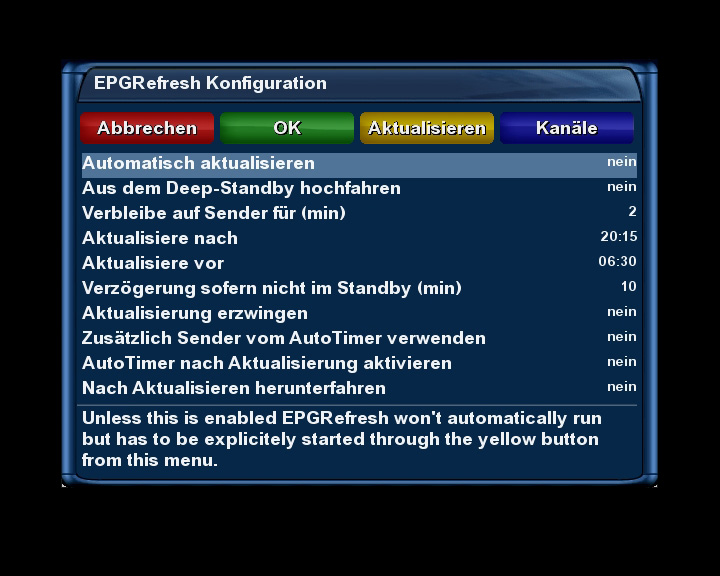 EPGRefresh Konfiguration
Abbrechen OK Aktualisieren Kanäle
Automatisch aktualisieren nein
Aus dem Deep-Standby hochfahren nein
Verbleibe auf Sender für (min) 2
Aktualisiere nach 20:15
Aktualisiere vor 06:30
Verzögerung sofern nicht im Standby (min) 10
Aktualisierung erzwingen nein
Zusätzlich Sender vom AutoTimer verwenden nein
AutoTimer nach Aktualisierung aktivieren nein
Nach Aktualisieren herunterfahren nein
Unless this is enabled EPGRefresh won't automatically run
but has to be explicitely started through the yellow button
from this menu.